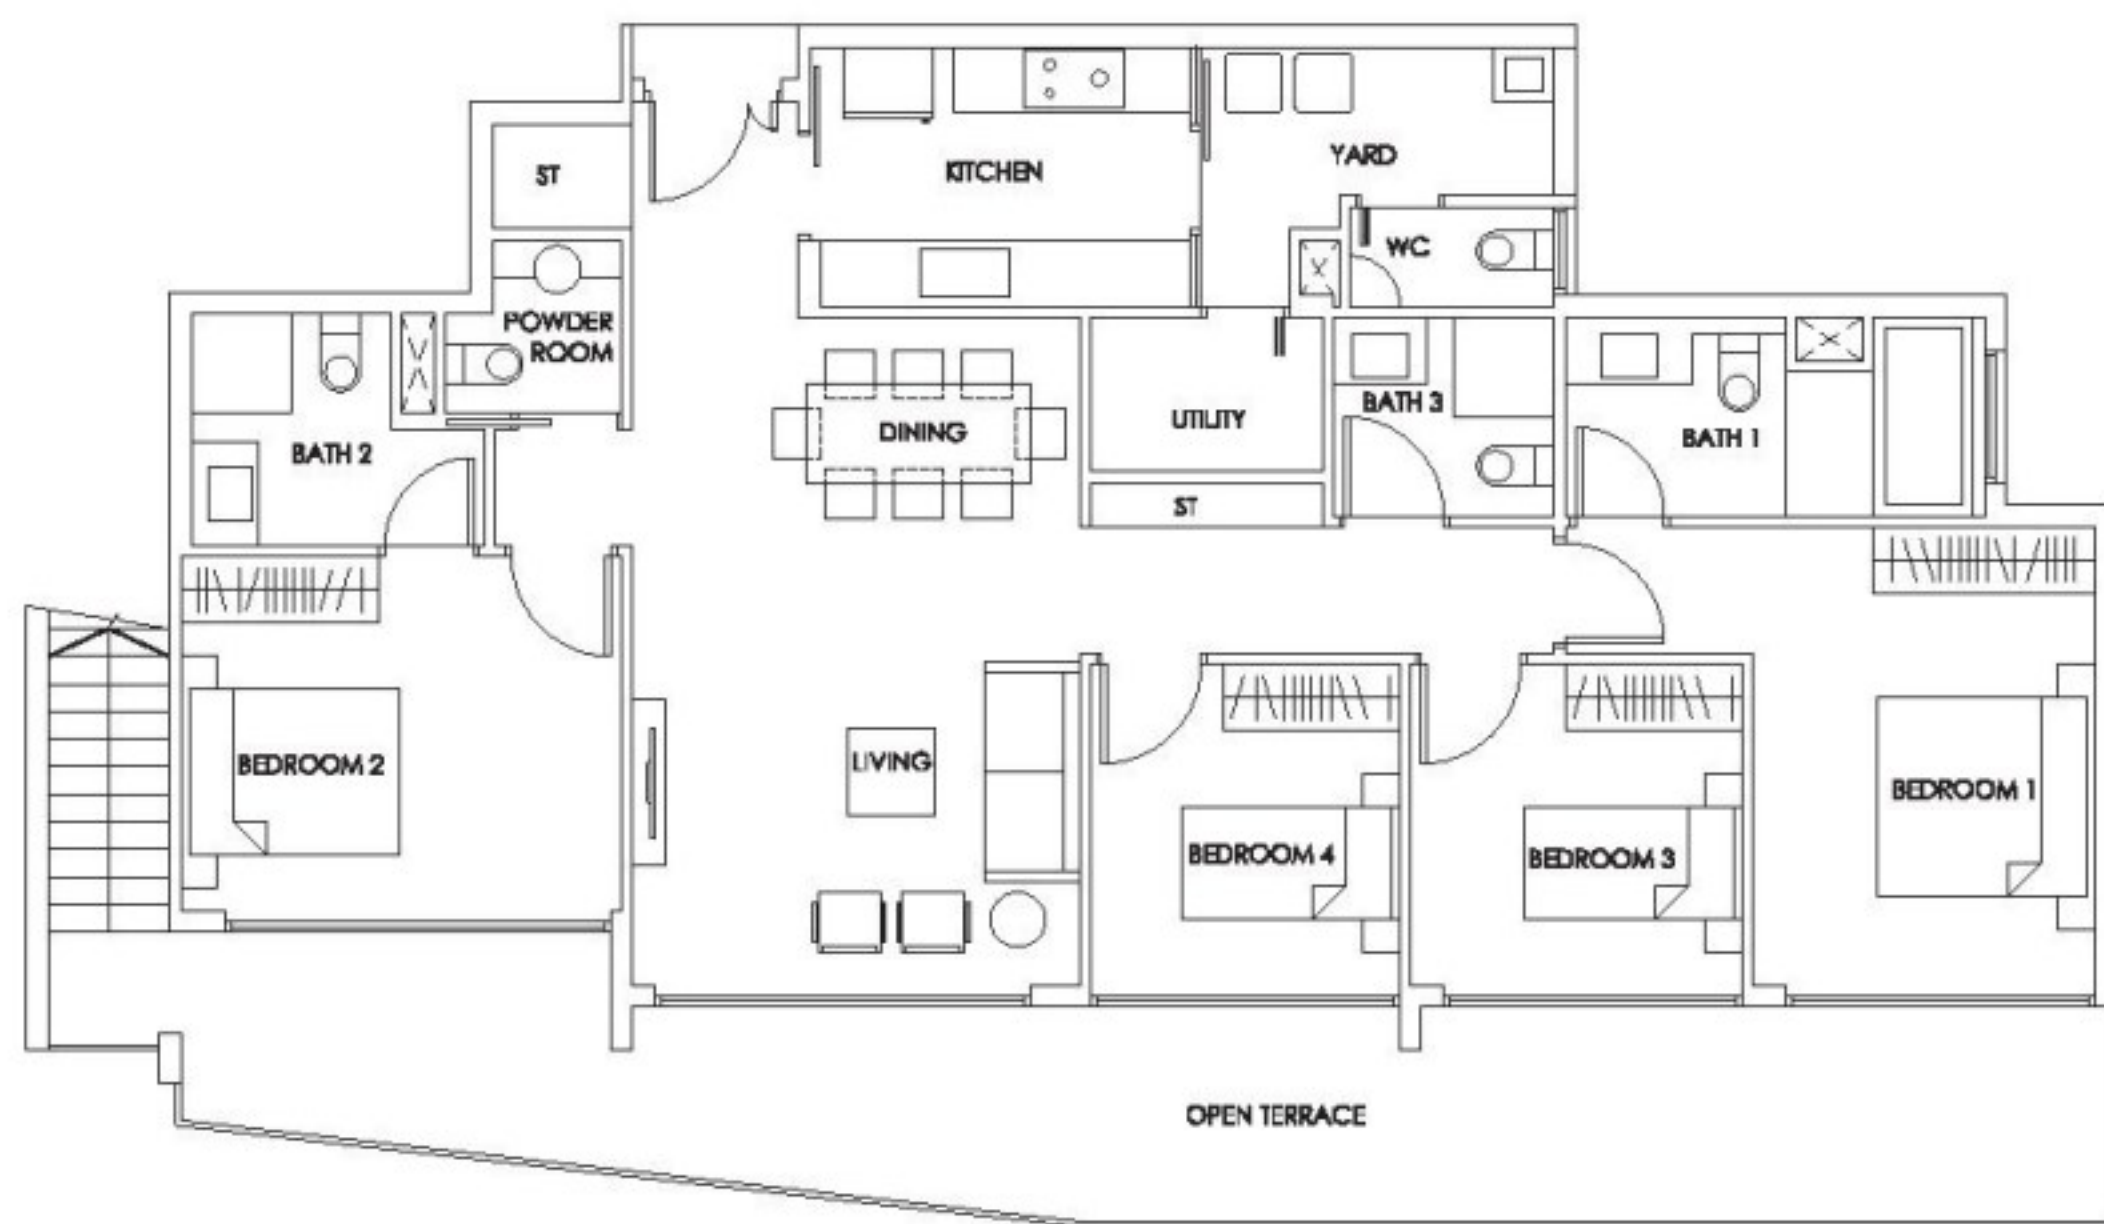 ST
KITCHEN
YARD
WC
POWDER
ROOM
BATH 2
DINING
UTILITY
BATH 3
BATH 1
ST
BEDROOM 2
LIVING
BEDROOM 4
BEDROOM 3
BEDROOM 1
OPEN TERRACE